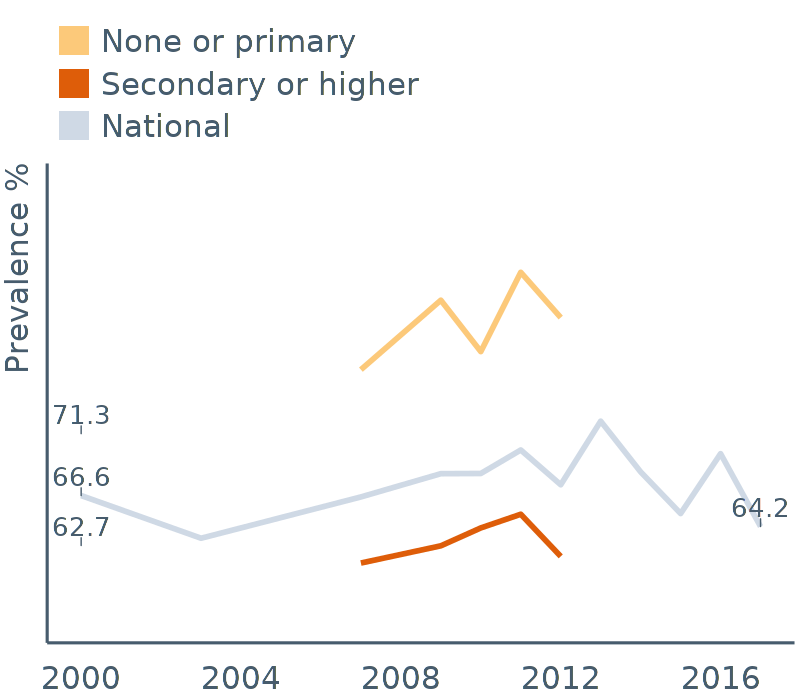 None or primary
Secondary or higher
National
Prevalence %
71.3
66.6
62.7
64.2
2000 2004 2008 2012 2016